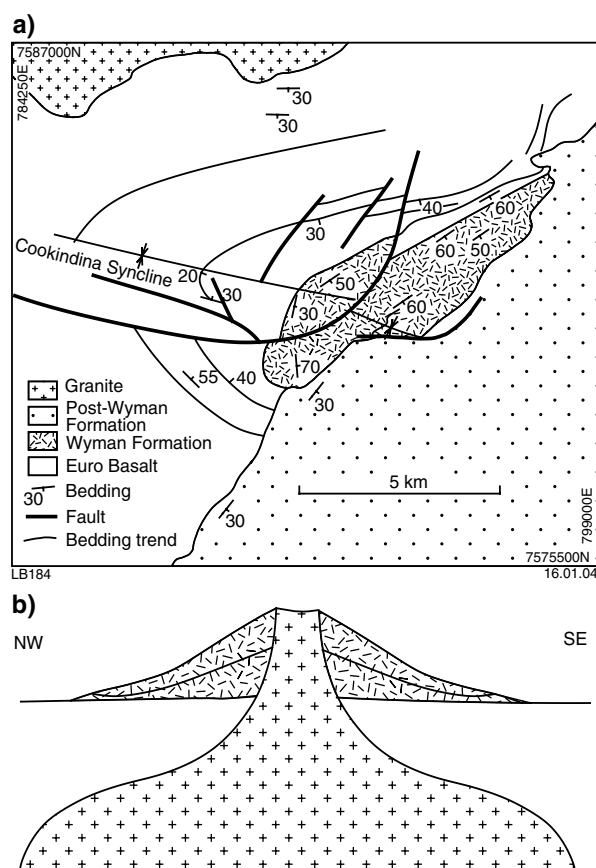 a)
7587000N
784250E
30
30
40
60
30
60
50
Cookindina Syncline
20
30
50
30
60
55
40
70
30
30
Granite
Post-Wyman
Formation
Wyman Formation
Euro Basalt
30 Bedding
Fault
Bedding trend
5 km
799000E
7575500N
LB184
16.01.04
b)
NW
SE